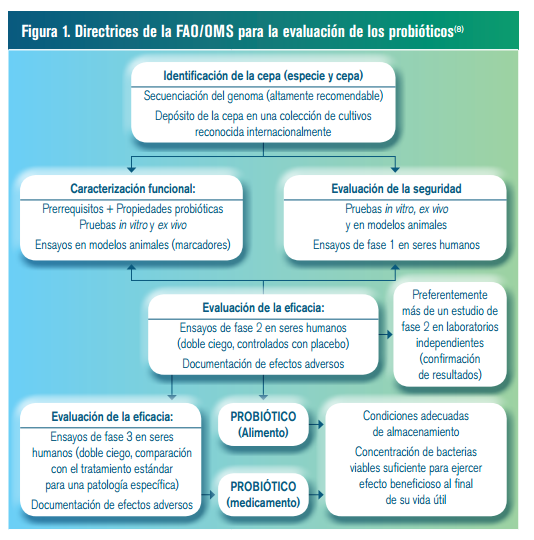 Figura 1. Directrices de la FAO/OMS para la evaluación de los probióticos(8)
Identificación de la cepa (especie y cepa)
Secuenciación del genoma (altamente recomendable)
Depósito de la cepa en una colección de cultivos
reconocida internacionalmente
Caracterización funcional:
Prerrequisitos + Propiedades probióticas
Pruebas in vitro y ex vivo
Ensayos en modelos animales (marcadores)
Evaluación de la seguridad
Pruebas in vitro, ex vivo
y en modelos animales
Ensayos de fase 1 en seres humanos
Evaluación de la eficacia:
Ensayos de fase 2 en seres humanos
(doble ciego, controlados con placebo)
Documentación de efectos adversos
Preferentemente
más de un estudio de
fase 2 en laboratorios
independientes
(confirmación
de resultados)
Evaluación de la eficacia:
Ensayos de fase 3 en seres
humanos (doble ciego, comparación
con el tratamiento estándar
para una patología específica)
Documentación de efectos adversos
PROBIÓTICO
(Alimento)
PROBIÓTICO
(medicamento)
Condiciones adecuadas
de almacenamiento
Concentración de bacterias
viables suficiente para ejercer
efecto beneficioso al final
de su vida útil